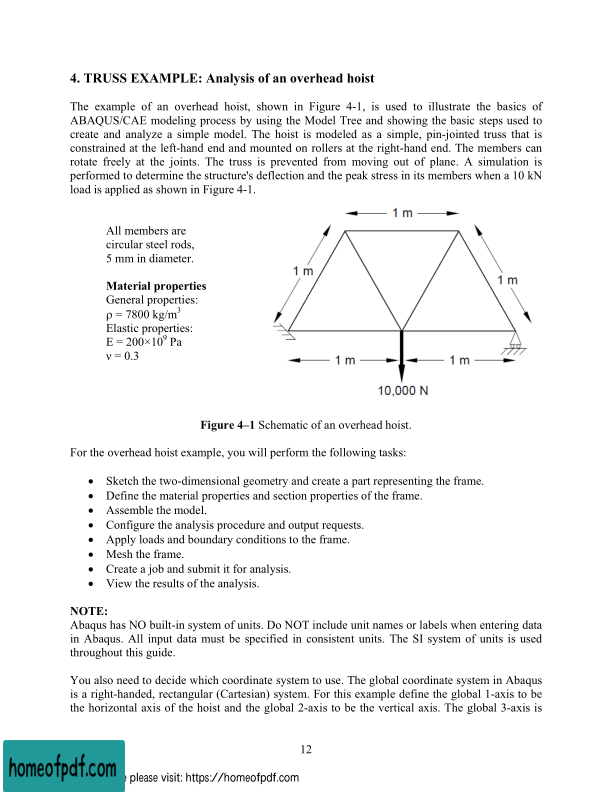 4. TRUSS EXAMPLE: Analysis of an overhead hoist
The example of an overhead hoist, shown in Figure 4-1, is used to illustrate the basics of
ABAQUS/CAE modeling process by using the Model Tree and showing the basic steps used to
create and analyze a simple model. The hoist is modeled as a simple, pin-jointed truss that is
constrained at the left-hand end and mounted on rollers at the right-hand end. The members can
rotate freely at the joints. The truss is prevented from moving out of plane. A simulation is
performed to determine the structure's deflection and the peak stress in its members when a 10 kN
load is applied as shown in Figure 4-1.
All members are
circular steel rods,
5 mm in diameter.
Material properties
General properties:
ρ = 7800 kg/m³
Elastic properties:
E = 200×10⁹ Pa
ν = 0.3
1 m
1 m
1 m
1 m
1 m
10,000 N
Figure 4–1 Schematic of an overhead hoist.
For the overhead hoist example, you will perform the following tasks:
• Sketch the two-dimensional geometry and create a part representing the frame.
• Define the material properties and section properties of the frame.
• Assemble the model.
• Configure the analysis procedure and output requests.
• Apply loads and boundary conditions to the frame.
• Mesh the frame.
• Create a job and submit it for analysis.
• View the results of the analysis.
NOTE:
Abaqus has NO built-in system of units. Do NOT include unit names or labels when entering data
in Abaqus. All input data must be specified in consistent units. The SI system of units is used
throughout this guide.
You also need to decide which coordinate system to use. The global coordinate system in Abaqus
is a right-handed, rectangular (Cartesian) system. For this example define the global 1-axis to be
the horizontal axis of the hoist and the global 2-axis to be the vertical axis. The global 3-axis is
12
homeofpdf.com
please visit: https://homeofpdf.com